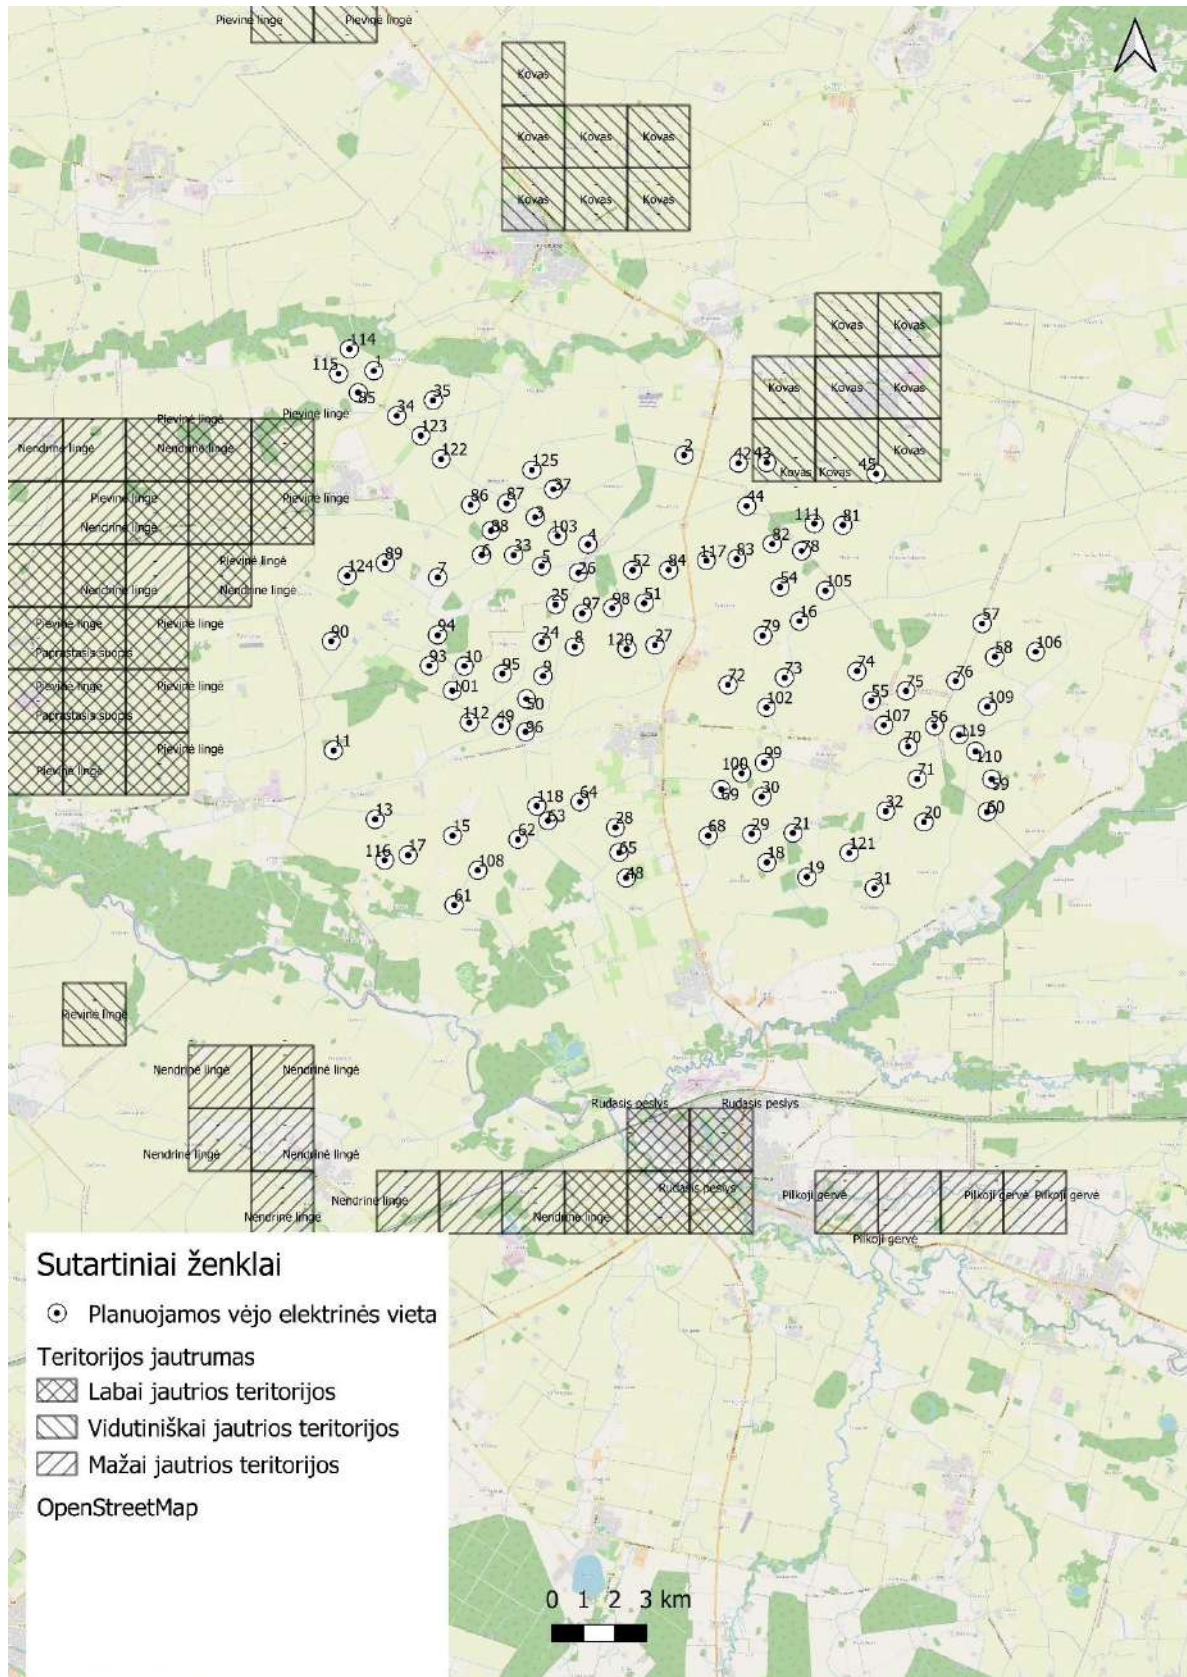 Pievinė lingė Pievinė lingė
Kovas
Kovas Kovas Kovas
Kovas Kovas Kovas
Kovas Kovas
Kovas Kovas Kovas
Kovas Kovas Kovas
114
115 1
85 35
34
123
122
Pievinė lingė Pievinė lingė
Nendrinė lingė Nendrinė lingė
Pievinė lingė Pievinė lingė
Nendrinė lingė
Pievinė lingė
Nendrinė lingė Nendrinė lingė
Pievinė lingė Pievinė lingė
Paprastasis suopis
Pievinė lingė Pievinė lingė
Paprastasis suopis
Pievinė lingė Pievinė lingė
2 42 43 45
125
37
86 87 3 44
88 103 4 111 81
6 33 5 26 52 84 117 83 82 78
124 89 7 54 105
25 97 98 51 16
90 94 24 8 120 27 79 57
93 10 95 9 58 106
101 50 72 73 74 76
112 49 96 102 55 75 109
11 107 56 119
70 110
100 99
69 30 71 59
118 64
13 63 28 32 20 60
15 62 68 29 21
116 17 65 121
108 48 18 19 31
61
Pievinė lingė
Nendrinė lingė Nendrinė lingė
Rudasis peslys Rudasis peslys
Nendrinė lingė Nendrinė lingė
Nendrinė lingė Rudasis peslys Pilkoji gervė Pilkoji gervė Pilkoji gervė
Nendrinė lingė Nendrinė lingė
Pilkoji gervė
Sutartiniai ženklai
Planuojamos vėjo elektrinės vieta
Teritorijos jautrumas
Labai jautrios teritorijos
Vidutiniškai jautrios teritorijos
Mažai jautrios teritorijos
OpenStreetMap
0 1 2 3 km